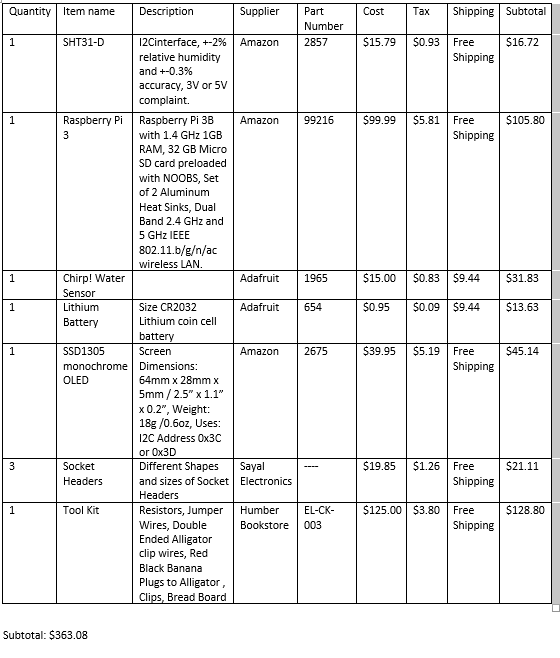 Quantity Item name Description Supplier Part Cost Tax Shipping Subtotal
Number
1 SHT31-D I2Cinterface, +-2% Amazon 2857 $15.79 $0.93 Free $16.72
relative humidity Shipping
and +-0.3%
accuracy, 3V or 5V
complaint.
1 Raspberry Pi Raspberry Pi 3B Amazon 99216 $99.99 $5.81 Free $105.80
3 with 1.4 GHz 1GB Shipping
RAM, 32 GB Micro
SD card preloaded
with NOOBS, Set
of 2 Aluminum
Heat Sinks, Dual
Band 2.4 GHz and
5 GHz IEEE
802.11.b/g/n/ac
wireless LAN.
1 Chirp! Water Adafruit 1965 $15.00 $0.83 $9.44 $31.83
Sensor
1 Lithium Size CR2032 Adafruit 654 $0.95 $0.09 $9.44 $13.63
Battery Lithium coin cell
battery
1 SSD1305 Screen Amazon 2675 $39.95 $5.19 Free $45.14
monochrome Dimensions: Shipping
OLED 64mm x 28mm x
5mm / 2.5” x 1.1”
x 0.2”, Weight:
18g /0.6oz, Uses:
I2C Address 0x3C
or 0x3D
3 Socket Different Shapes Sayal ---- $19.85 $1.26 Free $21.11
Headers and sizes of Socket Electronics Shipping
Headers
1 Tool Kit Resistors, Jumper Humber EL-CK- $125.00 $3.80 Free $128.80
Wires, Double Bookstore 003 Shipping
Ended Alligator
clip wires, Red
Black Banana
Plugs to Alligator ,
Clips, Bread Board
Subtotal: $363.08